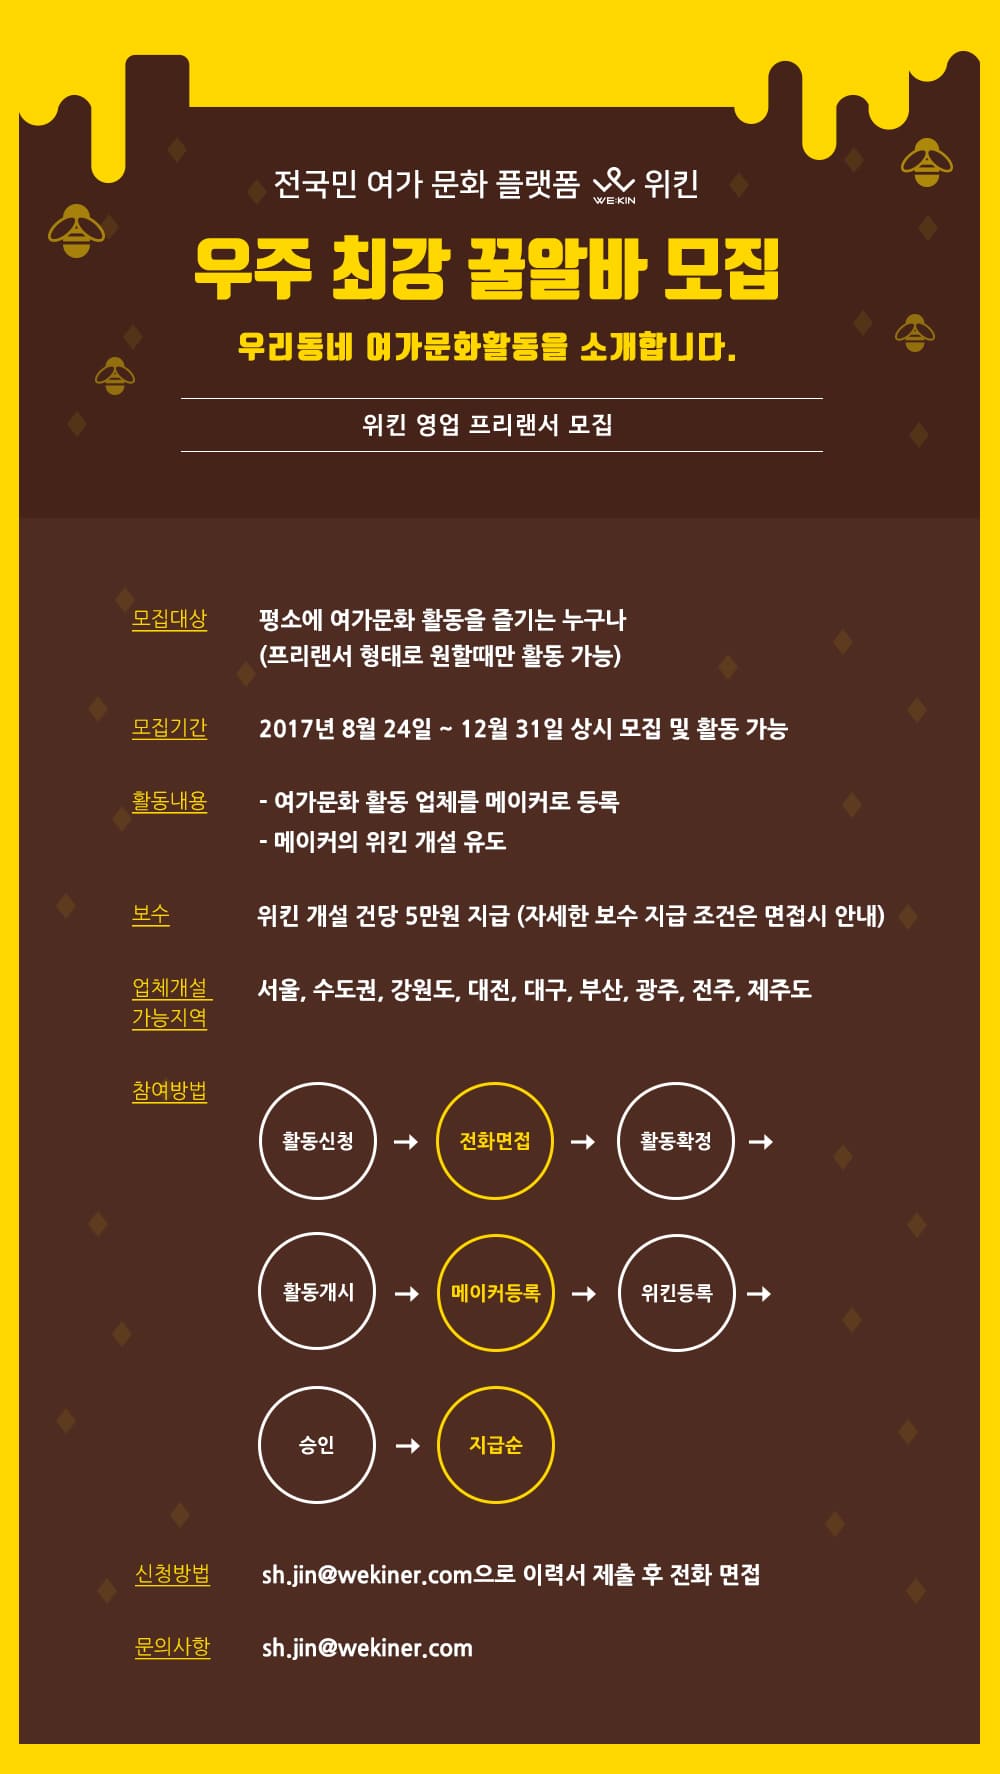 전국민 여가 문화 플랫폼 WE:KIN 위킨
우주 최강 꿀알바 모집
우리동네 여가문화활동을 소개합니다.
위킨 영업 프리랜서 모집
모집대상 평소에 여가문화 활동을 즐기는 누구나
(프리랜서 형태로 원할때만 활동 가능)
모집기간 2017년 8월 24일 ~ 12월 31일 상시 모집 및 활동 가능
활동내용 - 여가문화 활동 업체를 메이커로 등록
- 메이커의 위킨 개설 유도
보수 위킨 개설 건당 5만원 지급 (자세한 보수 지급 조건은 면접시 안내)
업체개설 서울, 수도권, 강원도, 대전, 대구, 부산, 광주, 전주, 제주도
가능지역
참여방법
활동신청 → 전화면접 → 활동확정 →
활동개시 → 메이커등록 → 위킨등록 →
승인 → 지급순
신청방법 sh.jin@wekiner.com으로 이력서 제출 후 전화 면접
문의사항 sh.jin@wekiner.com